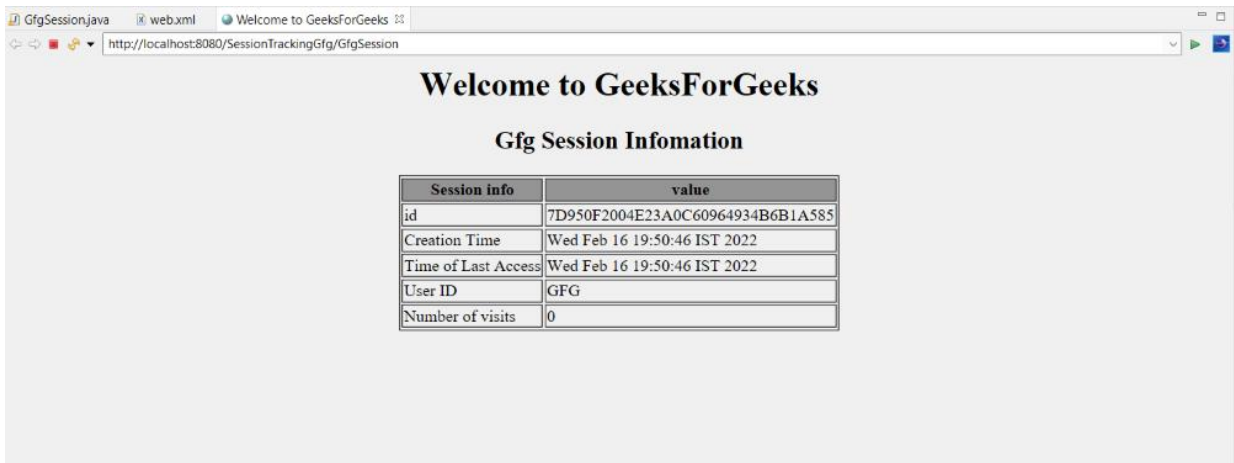 GfgSession.java web.xml Welcome to GeeksForGeeks
http://localhost:8080/SessionTrackingGfg/GfgSession
Welcome to GeeksForGeeks
Gfg Session Infomation
Session info value
id 7D950F2004E23A0C60964934B6B1A585
Creation Time Wed Feb 16 19:50:46 IST 2022
Time of Last Access Wed Feb 16 19:50:46 IST 2022
User ID GFG
Number of visits 0